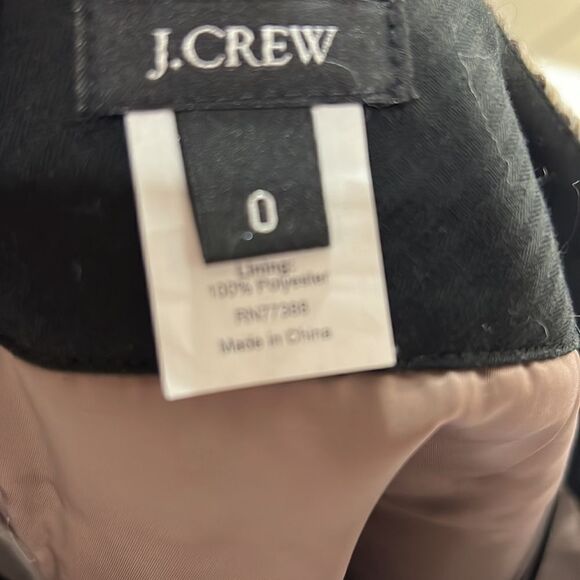 J.CREW
0
Lining:
100% Polyester
RN77388
Made in China